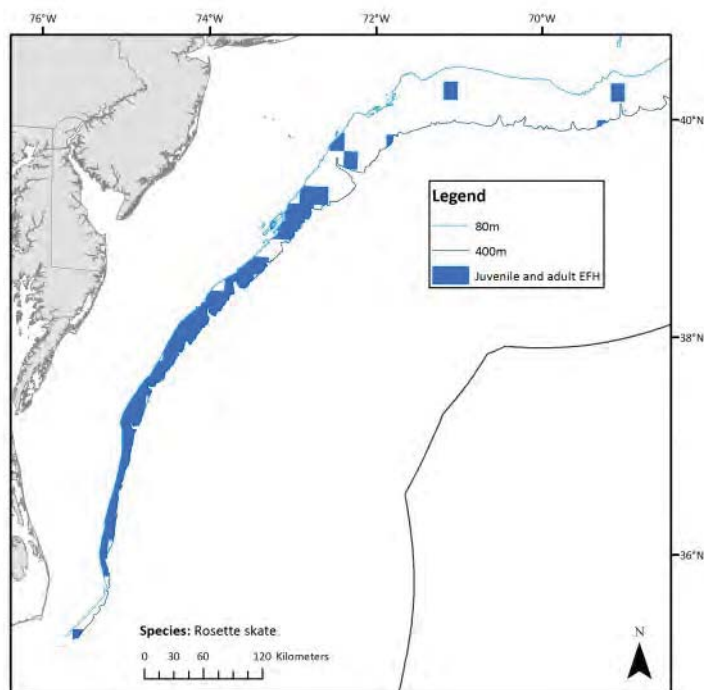 76°W 74°W 72°W 70°W
40°N
Legend
80m
400m
Juvenile and adult EFH
38°N
36°N
Species: Rosette skate
0 30 60 120 Kilometers
N